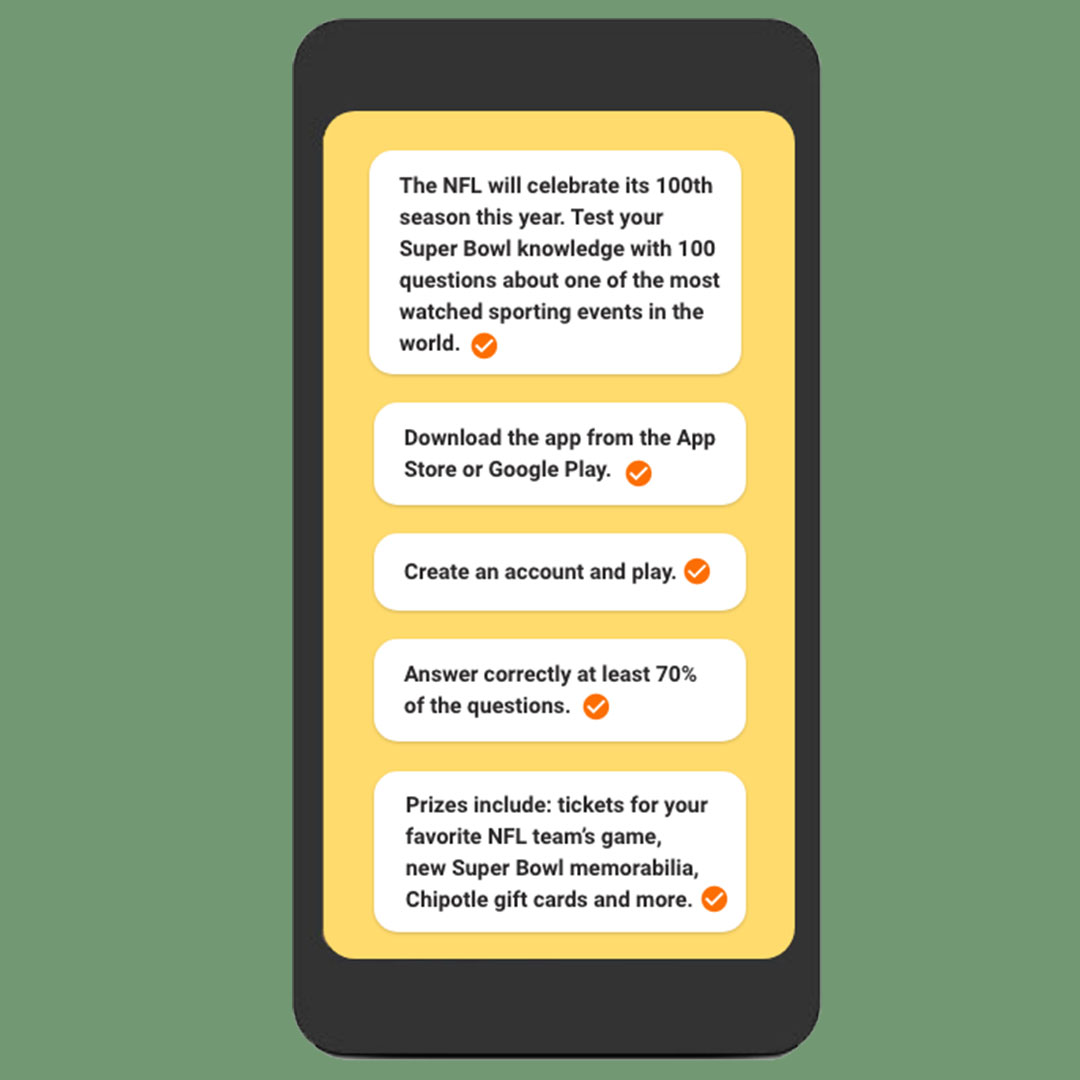 The NFL will celebrate its 100th
season this year. Test your
Super Bowl knowledge with 100
questions about one of the most
watched sporting events in the
world.
Download the app from the App
Store or Google Play.
Create an account and play.
Answer correctly at least 70%
of the questions.
Prizes include: tickets for your
favorite NFL team’s game,
new Super Bowl memorabilia,
Chipotle gift cards and more.